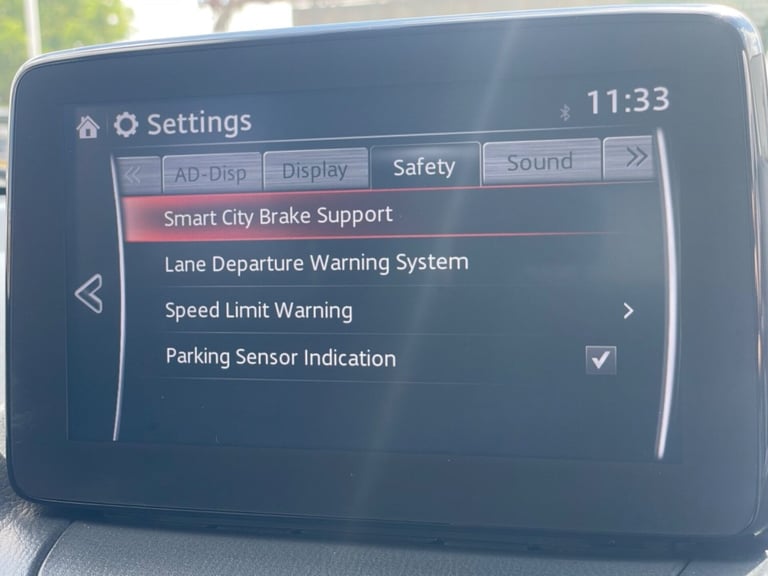 Settings
11:33
AD-Disp
Display
Safety
Sound
Smart City Brake Support
Lane Departure Warning System
Speed Limit Warning
Parking Sensor Indication